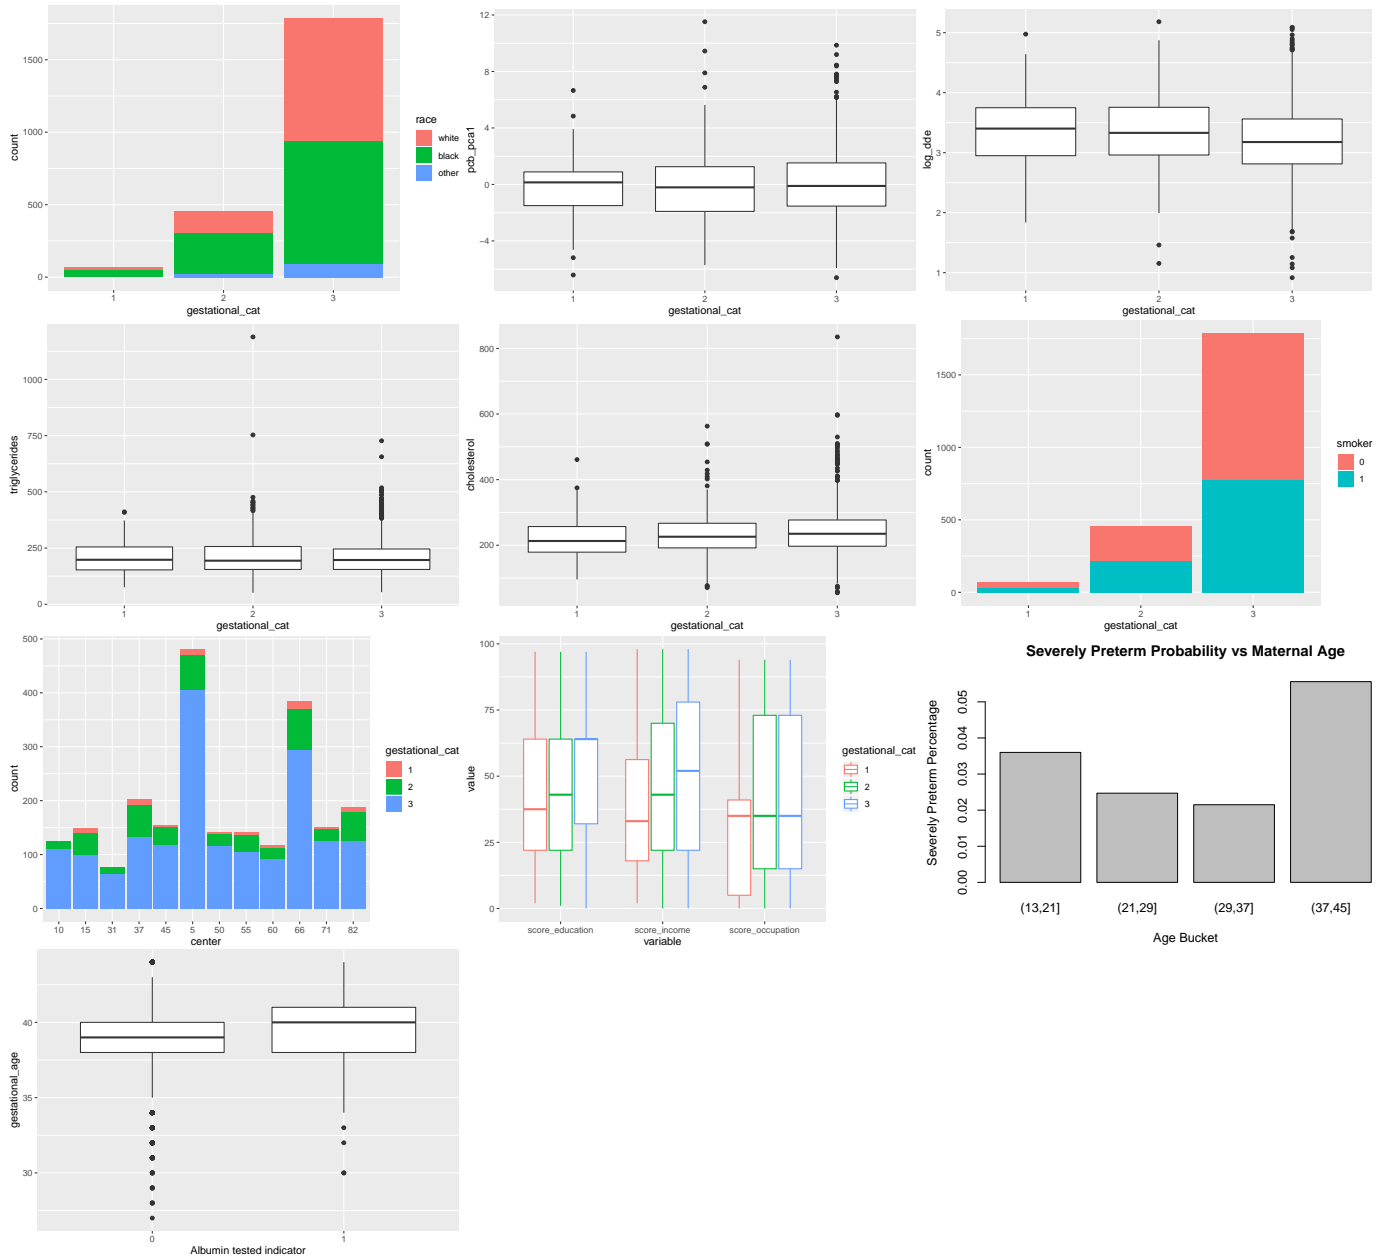 1500
1000
500
0
count
1
2
3
gestational_cat
race
white
black
other
12
8
4
0
−4
pcb_pca1
1
2
3
gestational_cat
5
4
3
2
1
log_dde
1
2
3
gestational_cat
1000
750
500
250
0
triglycerides
1
2
3
gestational_cat
800
600
400
200
cholesterol
1
2
3
gestational_cat
1500
1000
500
0
count
1
2
3
gestational_cat
smoker
0
1
500
400
300
200
100
0
count
10 15 31 37 45 5 50 55 60 66 71 82
center
gestational_cat
1
2
3
100
75
50
25
0
value
score_education score_income score_occupation
variable
gestational_cat
1
2
3
Severely Preterm Probability vs Maternal Age
Severely Preterm Percentage
0.05
0.04
0.03
0.02
0.01
0.00
(13,21] (21,29] (29,37] (37,45]
Age Bucket
40
35
30
gestational_age
0
1
Albumin tested indicator